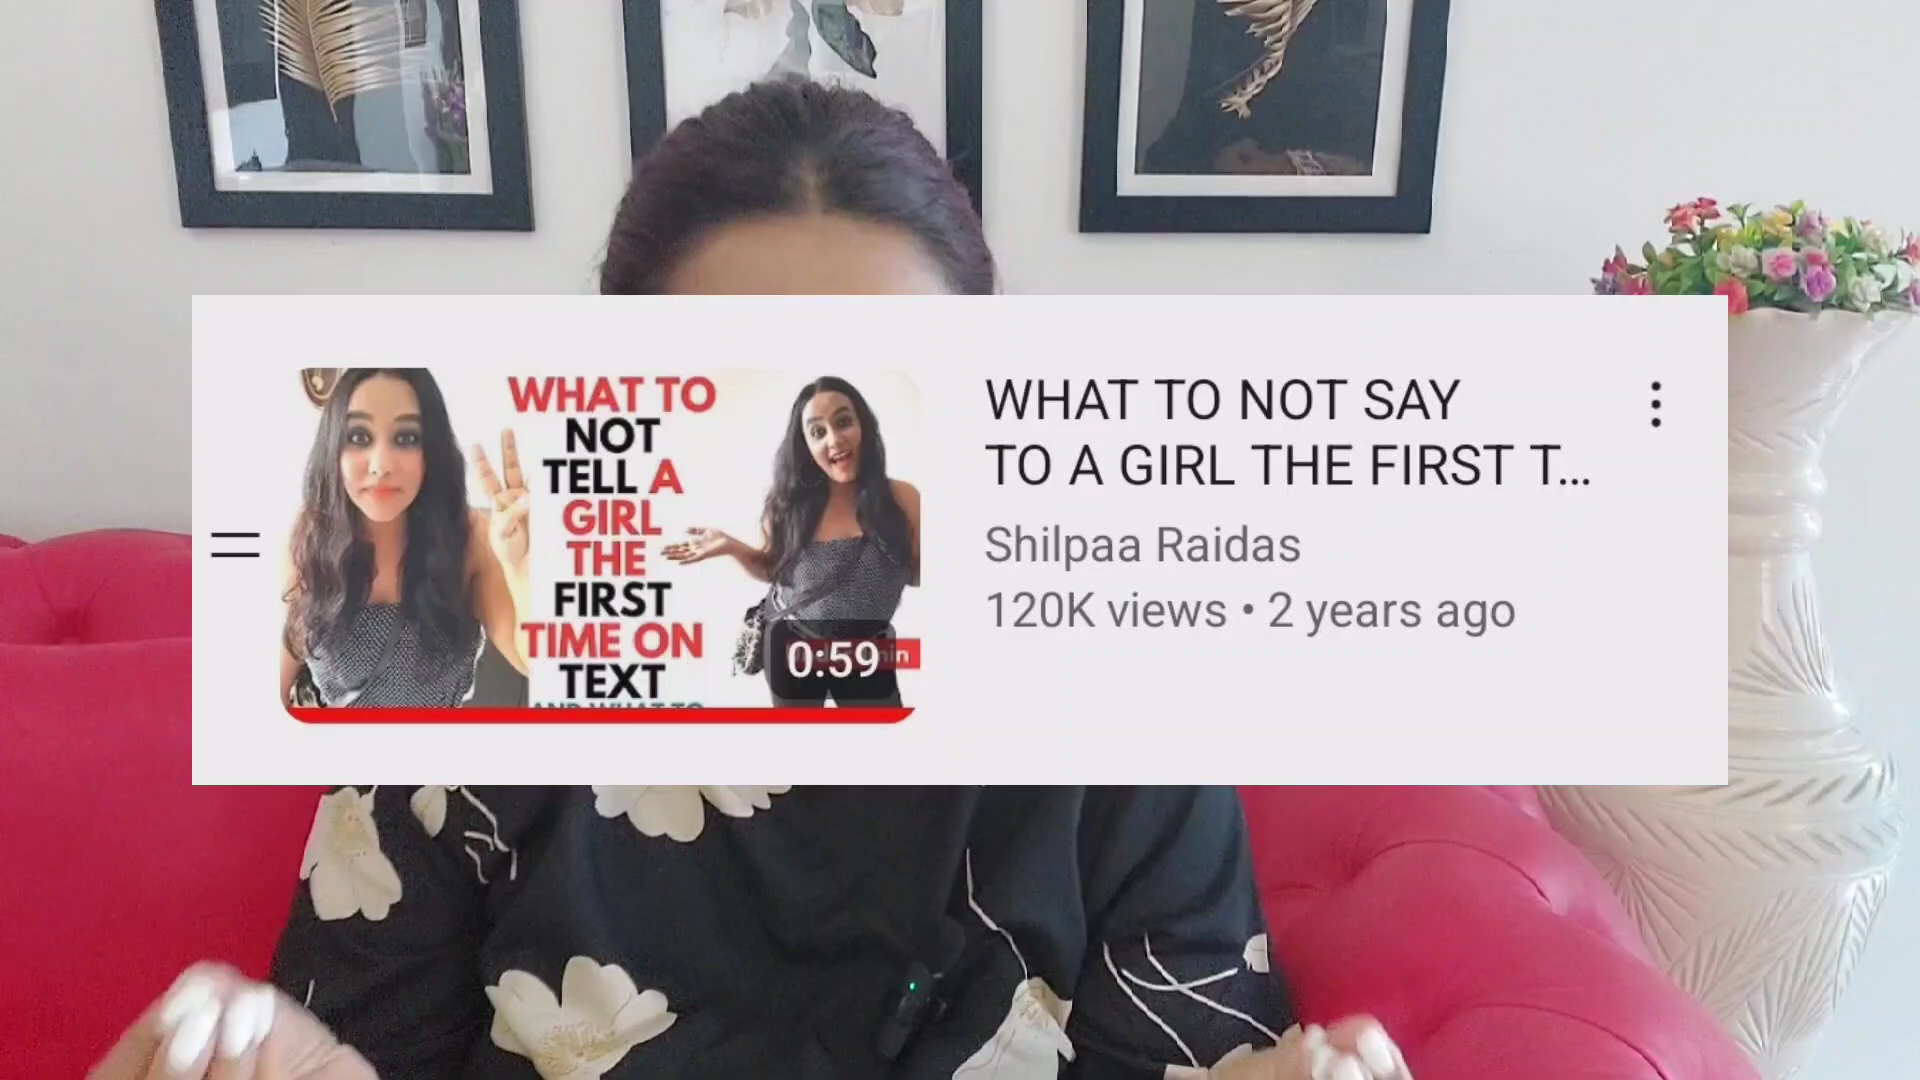 WHAT TO
NOT
TELL A
GIRL
THE
FIRST
TIME ON
TEXT
0:59
WHAT TO NOT SAY
TO A GIRL THE FIRST T...
Shilpaa Raidas
120K views • 2 years ago